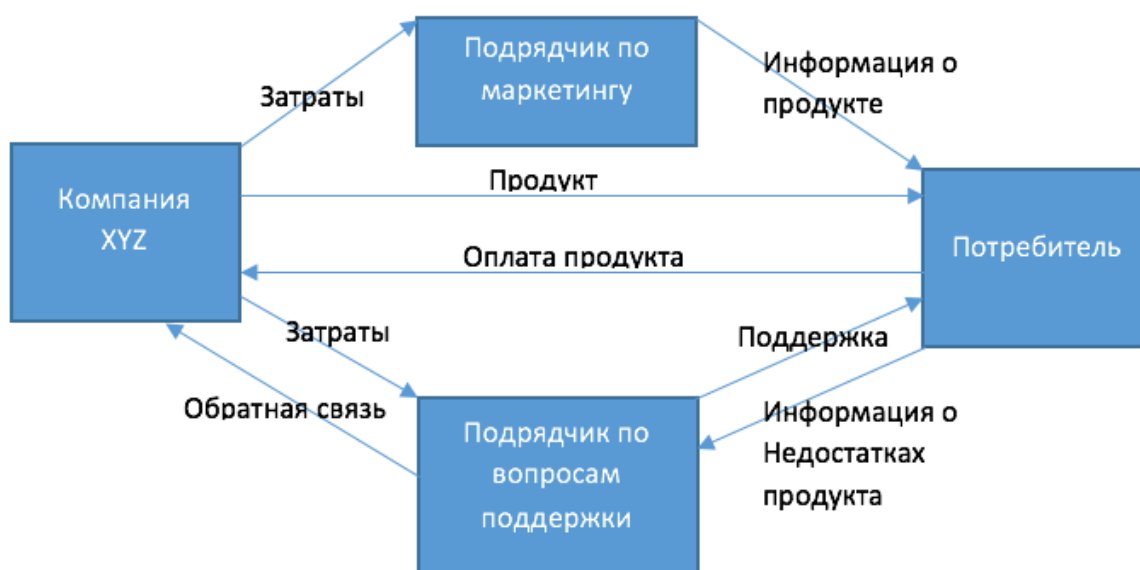 Подрядчик по
маркетингу
Информация о
продукте
Затраты
Продукт
Компания
XYZ
Потребитель
Оплата продукта
Затраты
Поддержка
Обратная связь
Подрядчик по
вопросам
поддержки
Информация о
Недостатках
продукта